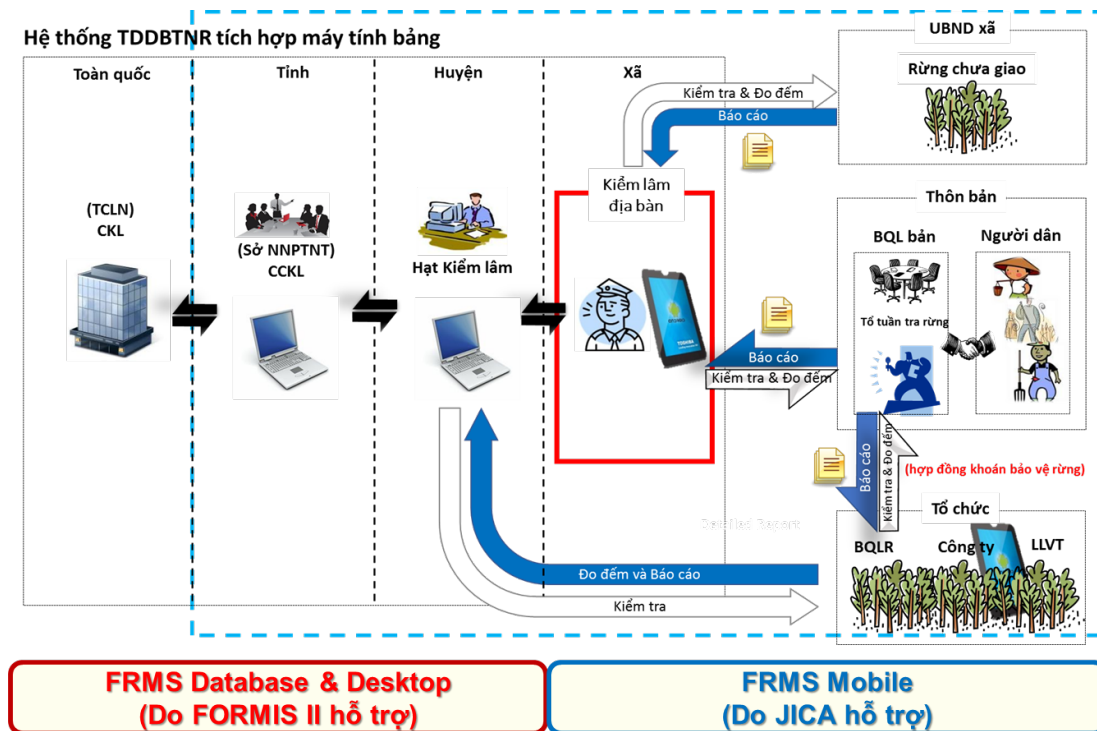 Hệ thống TDDBTNR tích hợp máy tính bảng
Toàn quốc
Tỉnh
Huyện
Xã
UBND xã
Rừng chưa giao
Kiểm tra & Đo đếm
Báo cáo
Kiểm lâm
địa bàn
(TCLN)
CKL
(Sở NNPTNT)
CCKL
Hạt Kiểm lâm
Thôn bản
BQL bản
Người dân
Tổ tuần tra rừng
Báo cáo
Kiểm tra & Đo đếm
TOSHIBA
Báo cáo
Kiểm tra & Đo đếm
(hợp đồng khoán bảo vệ rừng)
Detailed Report
Tổ chức
BQLR
Công ty
LLVT
Đo đếm và Báo cáo
Kiểm tra
FRMS Database & Desktop
(Do FORMIS II hỗ trợ)
FRMS Mobile
(Do JICA hỗ trợ)